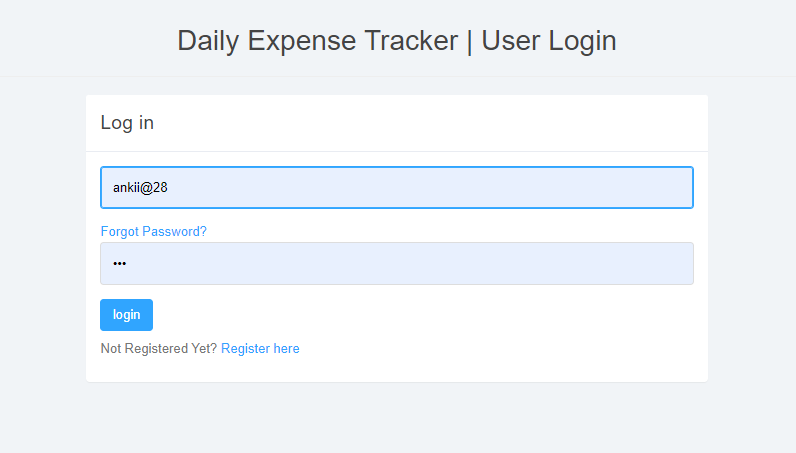 Daily Expense Tracker | User Login
Log in
ankii@28
Forgot Password?
•••
login
Not Registered Yet? Register here